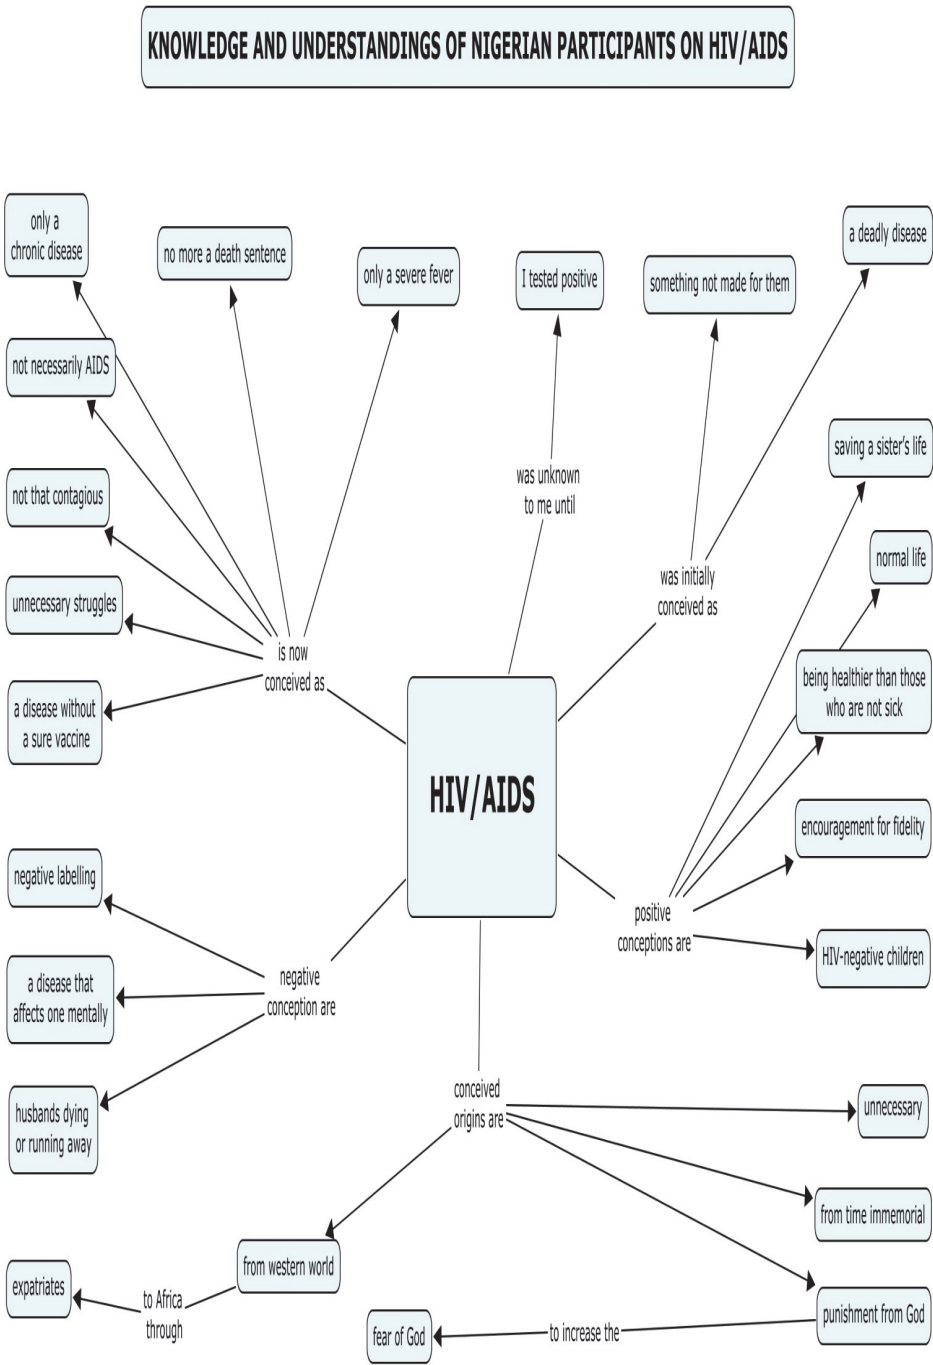 KNOWLEDGE AND UNDERSTANDINGS OF NIGERIAN PARTICIPANTS ON HIV/AIDS
only a
chronic disease
no more a death sentence
only a severe fever
I tested positive
something not made for them
a deadly disease
not necessarily AIDS
not that contagious
unnecessary struggles
a disease without
a sure vaccine
is now
conceived as
was unknown
to me until
was initially
conceived as
saving a sister's life
normal life
being healthier than those
who are not sick
encouragement for fidelity
HIV-negative children
positive
conceptions are
HIV/AIDS
negative labelling
a disease that
affects one mentally
husbands dying
or running away
negative
conception are
conceived
origins are
unnecessary
from time immemorial
punishment from God
to increase the
fear of God
from western world
to Africa
through
expatriates